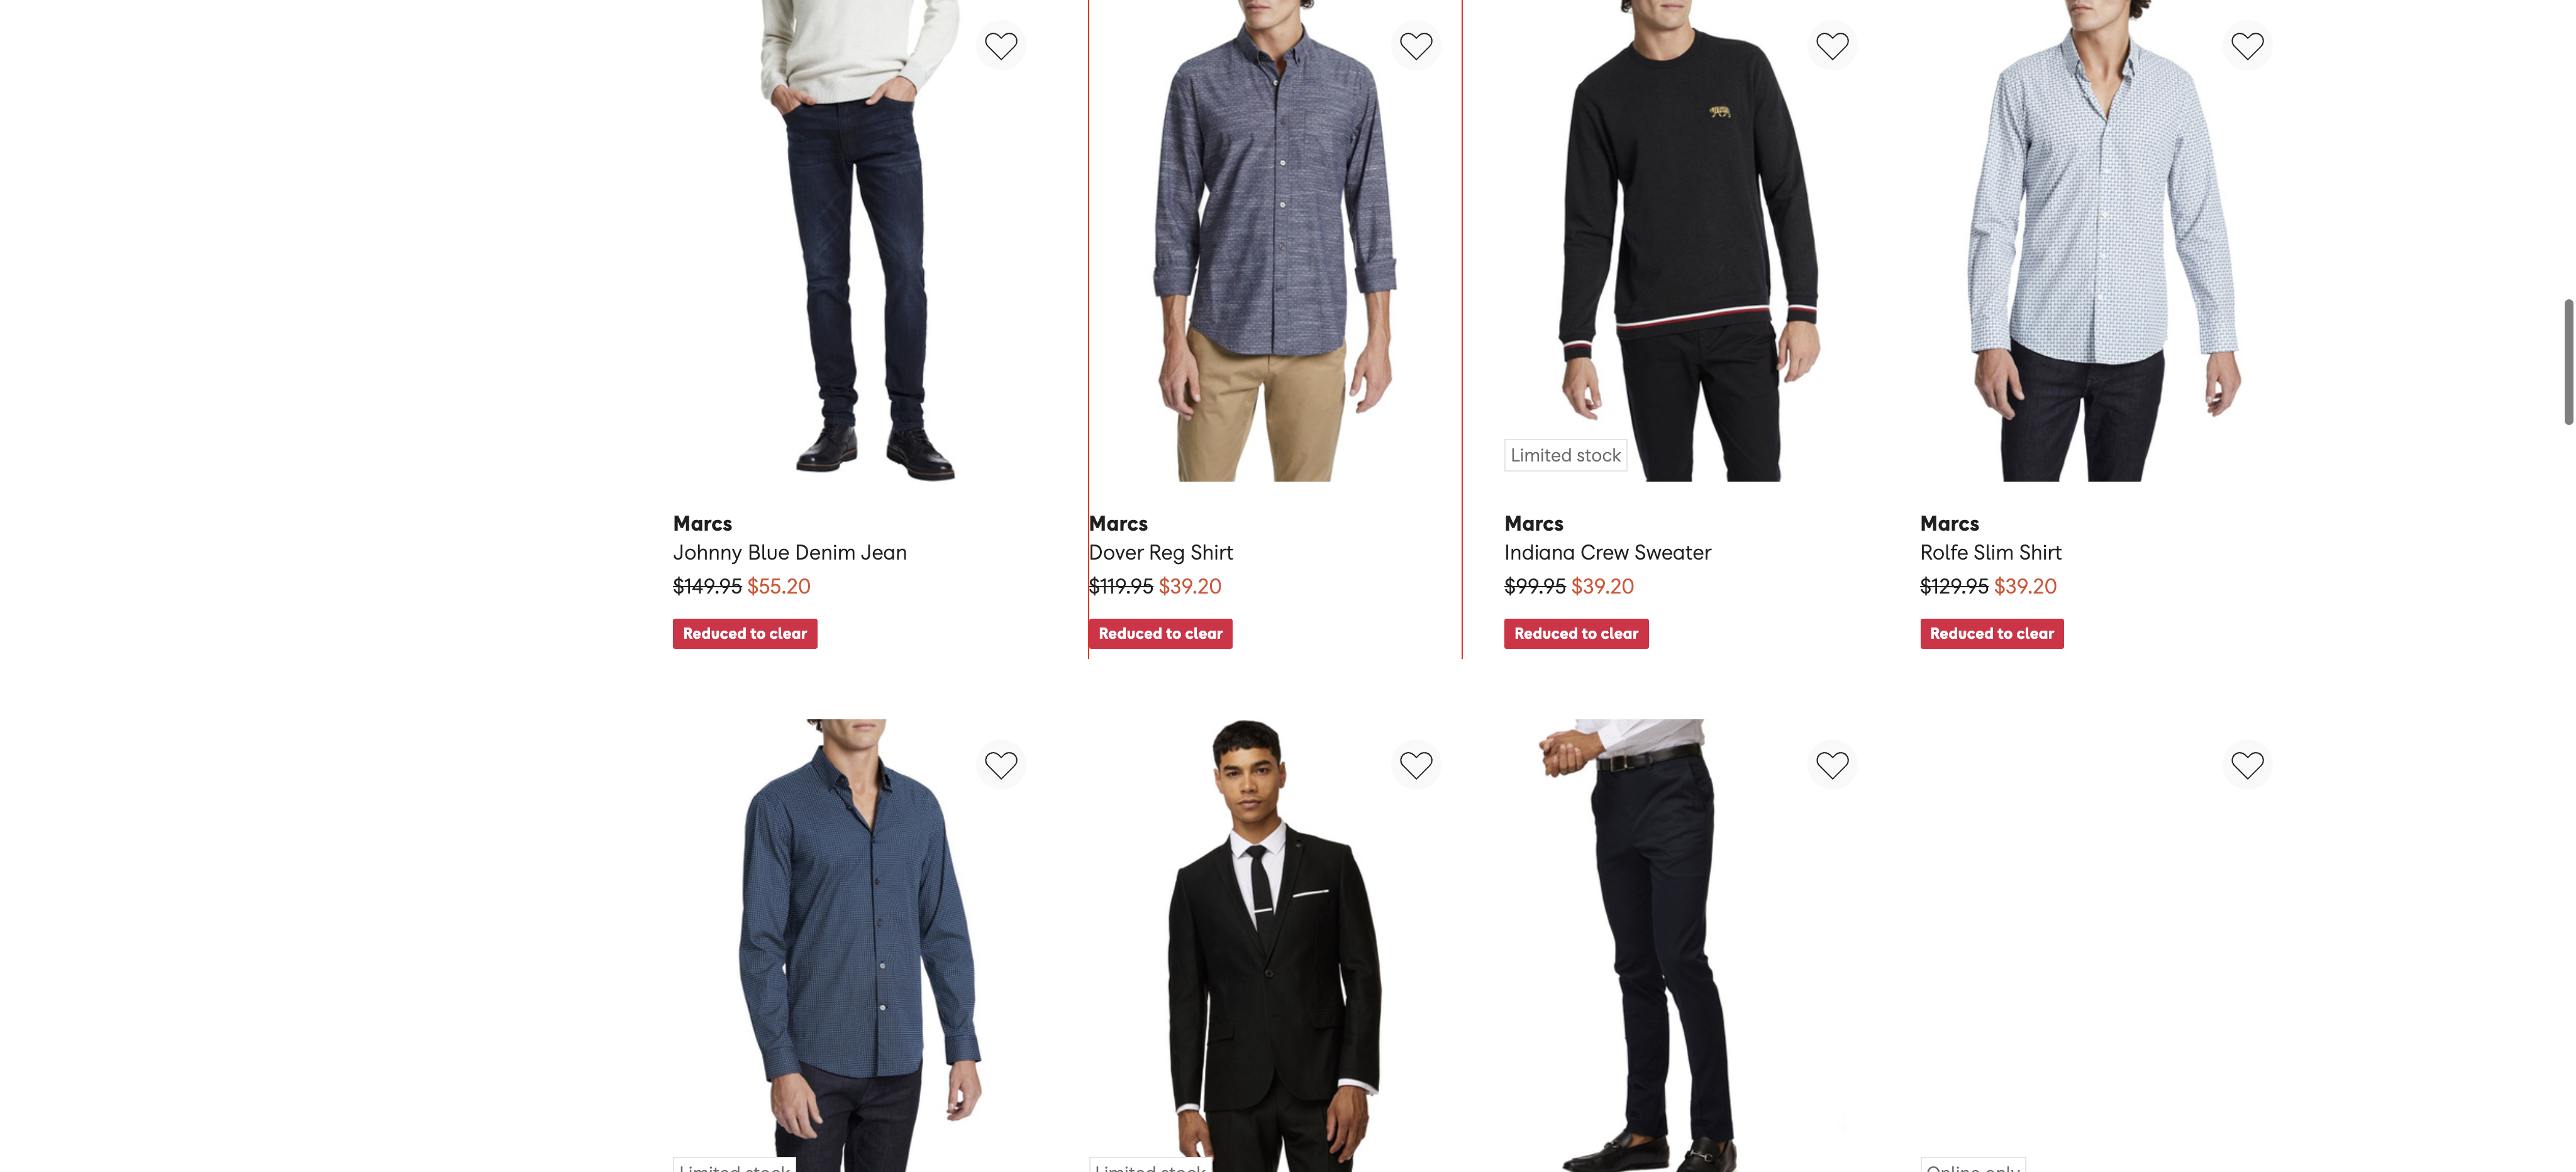 Limited stock
Marcs
Johnny Blue Denim Jean
$149.95 $55.20
Reduced to clear
Marcs
Dover Reg Shirt
$119.95 $39.20
Reduced to clear
Marcs
Indiana Crew Sweater
$99.95 $39.20
Reduced to clear
Marcs
Rolfe Slim Shirt
$129.95 $39.20
Reduced to clear
Limited stock
Limited stock
Online only